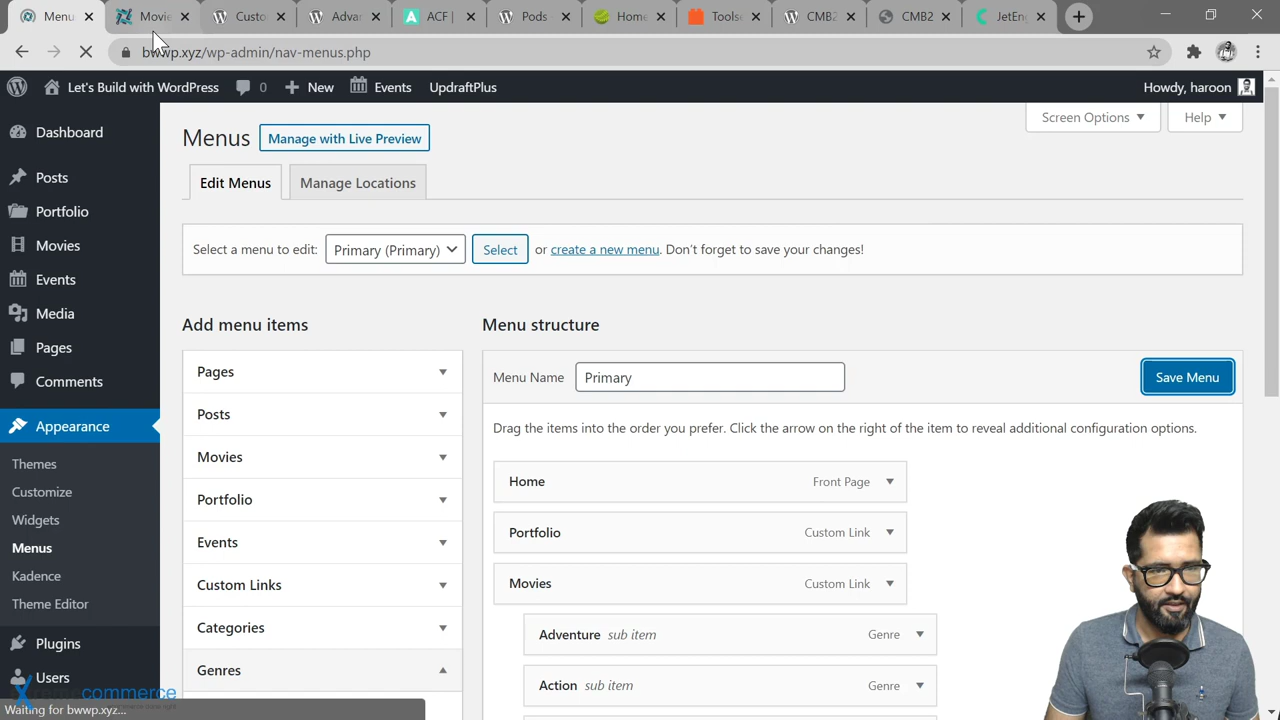 Menu
Movie
Custo
Advar
ACF |
Pods -
Home
Toolse
CMB2
CMB2
JetEng
bwwp.xyz/wp-admin/nav-menus.php
Let's Build with WordPress
0
New
Events
UpdraftPlus
Howdy, haroon
Dashboard
Posts
Portfolio
Movies
Events
Media
Pages
Comments
Appearance
Themes
Customize
Widgets
Menus
Kadence
Theme Editor
Plugins
Users
commerce
Waiting for bwwp.xyz...
Screen Options
Help
Menus
Manage with Live Preview
Edit Menus
Manage Locations
Select a menu to edit: Primary (Primary) Select or create a new menu. Don't forget to save your changes!
Add menu items
Pages
Posts
Movies
Portfolio
Events
Custom Links
Categories
Genres
Menu structure
Menu Name Primary
Save Menu
Drag the items into the order you prefer. Click the arrow on the right of the item to reveal additional configuration options.
Home Front Page
Portfolio Custom Link
Movies Custom Link
Adventure sub item Genre
Action sub item Genre